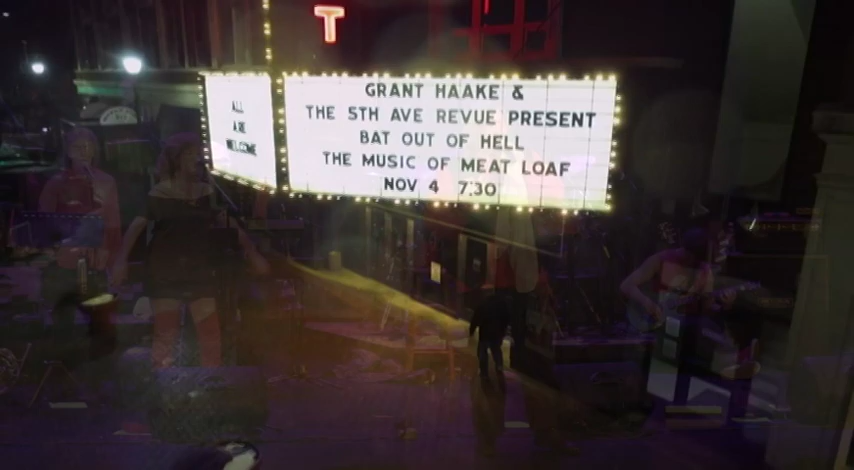 T
ALL
ARE
WELCOME
GRANT HAAKE &
THE 5TH AVE REVUE PRESENT
BAT OUT OF HELL
THE MUSIC OF MEAT LOAF
NOV 4 7:30